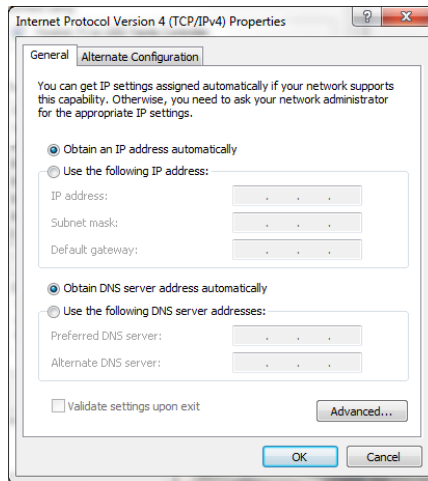 Internet Protocol Version 4 (TCP/IPv4) Properties
General
Alternate Configuration
You can get IP settings assigned automatically if your network supports
this capability. Otherwise, you need to ask your network administrator
for the appropriate IP settings.
Obtain an IP address automatically
Use the following IP address:
IP address:
Subnet mask:
Default gateway:
Obtain DNS server address automatically
Use the following DNS server addresses:
Preferred DNS server:
Alternate DNS server:
Validate settings upon exit
Advanced...
OK
Cancel